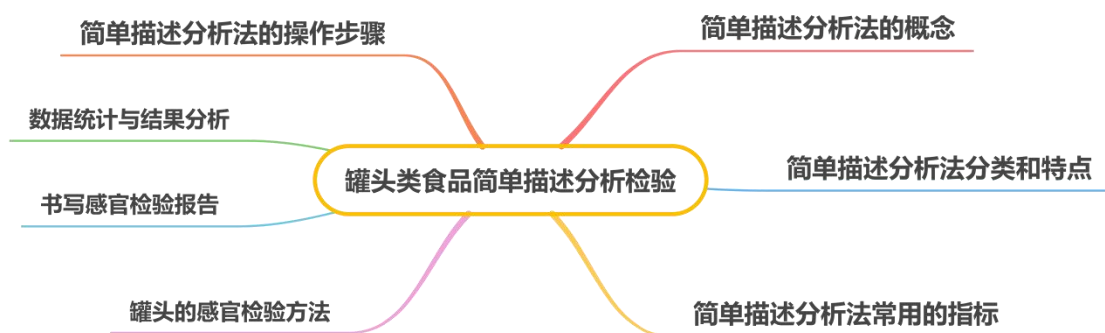 简单描述分析法的操作步骤
简单描述分析法的概念
数据统计与结果分析
罐头类食品简单描述分析检验
简单描述分析法分类和特点
书写感官检验报告
罐头的感官检验方法
简单描述分析法常用的指标